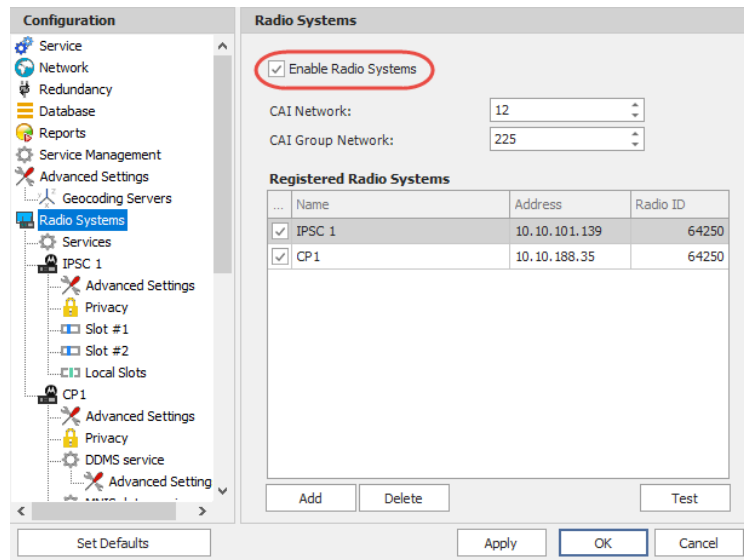 Configuration
Service
Network
Redundancy
Database
Reports
Service Management
Advanced Settings
Geocoding Servers
Radio Systems
Services
IPSC 1
Advanced Settings
Privacy
Slot #1
Slot #2
Local Slots
CP1
Advanced Settings
Privacy
DDMS service
Advanced Setting
Set Defaults
Radio Systems
Enable Radio Systems
CAI Network: 12
CAI Group Network: 225
Registered Radio Systems
... Name Address Radio ID
IPSC 1 10.10.101.139 64250
CP1 10.10.188.35 64250
Add Delete Test
Apply OK Cancel